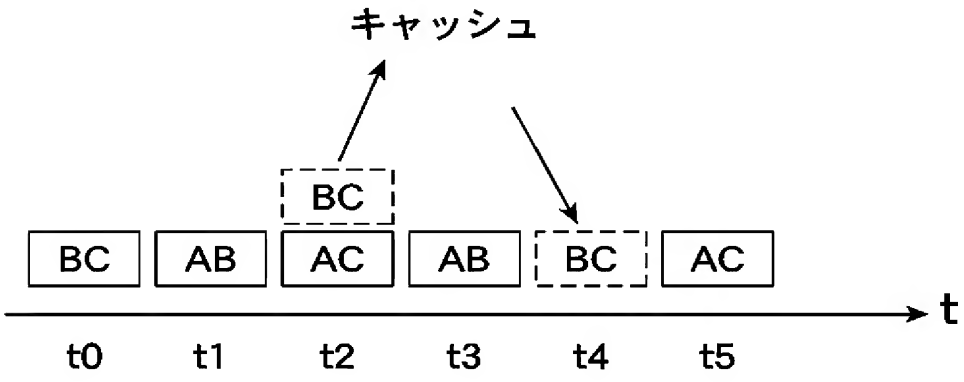 キャッシュ
BC
BC AB AC AB BC AC
t
t0 t1 t2 t3 t4 t5